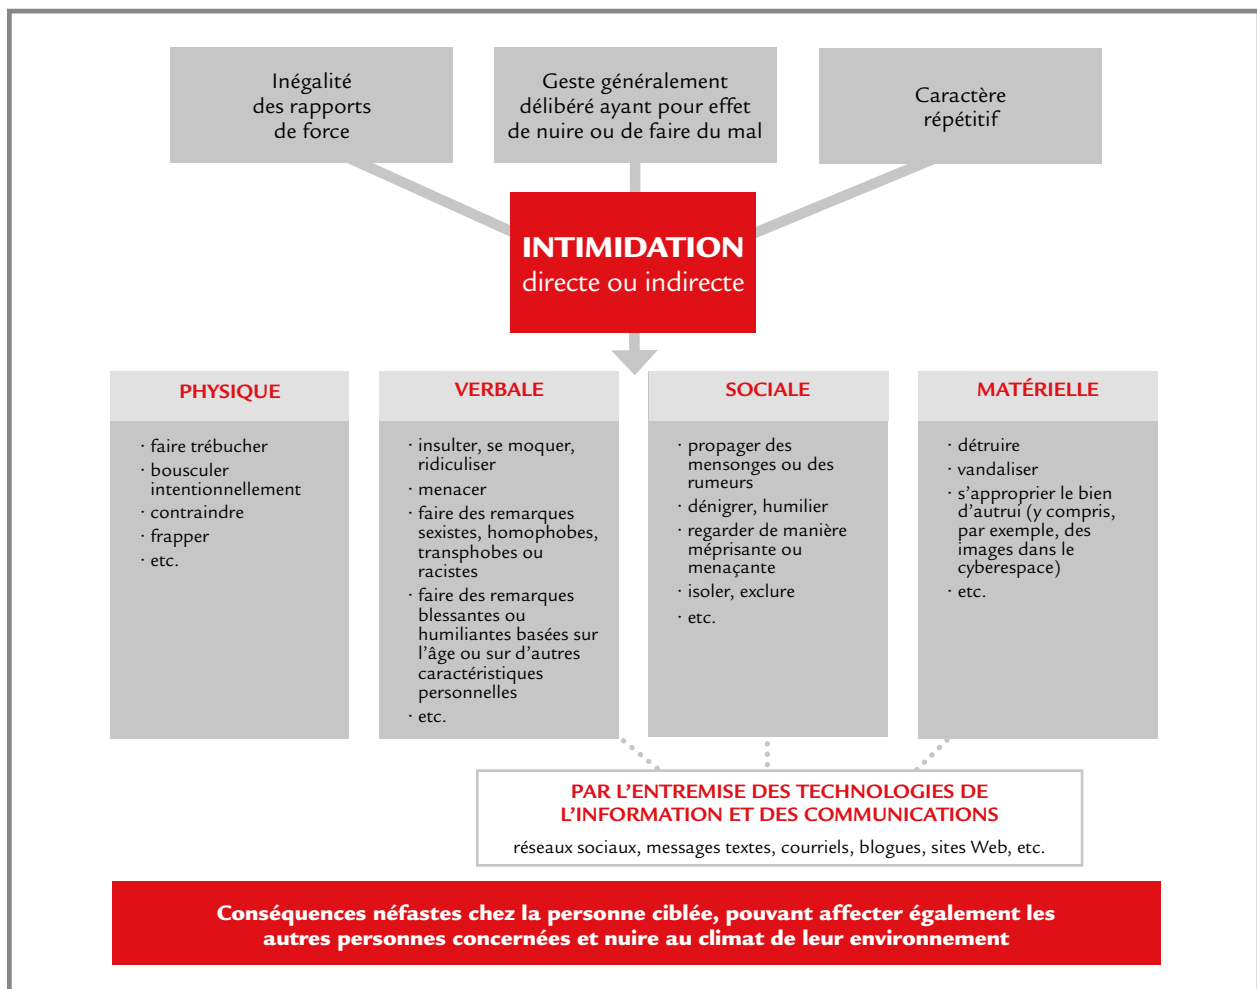 Inégalité
des rapports
de force
Geste généralement
délibéré ayant pour effet
de nuire ou de faire du mal
Caractère
répétitif
INTIMIDATION
directe ou indirecte
PHYSIQUE
· faire trébucher
· bousculer
intentionnellement
· contraindre
· frapper
· etc.
VERBALE
· insulter, se moquer,
ridiculiser
· menacer
· faire des remarques
sexistes, homophobes,
transphobes ou
racistes
· faire des remarques
blessantes ou
humiliantes basées sur
l’âge ou sur d’autres
caractéristiques
personnelles
· etc.
SOCIALE
· propager des
mensonges ou des
rumeurs
· dénigrer, humilier
· regarder de manière
méprisante ou
menaçante
· isoler, exclure
· etc.
MATÉRIELLE
· détruire
· vandaliser
· s’approprier le bien
d’autrui (y compris,
par exemple, des
images dans le
cyberespace)
· etc.
PAR L’ENTREMISE DES TECHNOLOGIES DE
L’INFORMATION ET DES COMMUNICATIONS
réseaux sociaux, messages textes, courriels, blogues, sites Web, etc.
Conséquences néfastes chez la personne ciblée, pouvant affecter également les
autres personnes concernées et nuire au climat de leur environnement